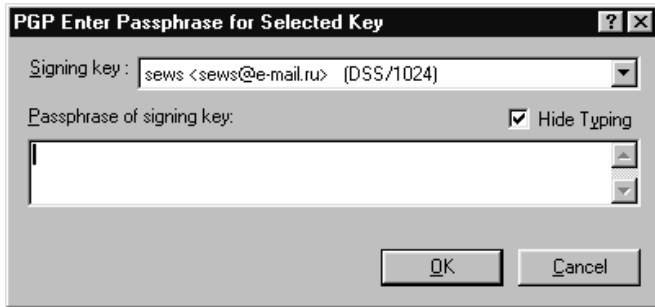 PGP Enter Passphrase for Selected Key
Signing key : sews <sews@e-mail.ru> (DSS/1024)
Passphrase of signing key: Hide Typing
OK Cancel